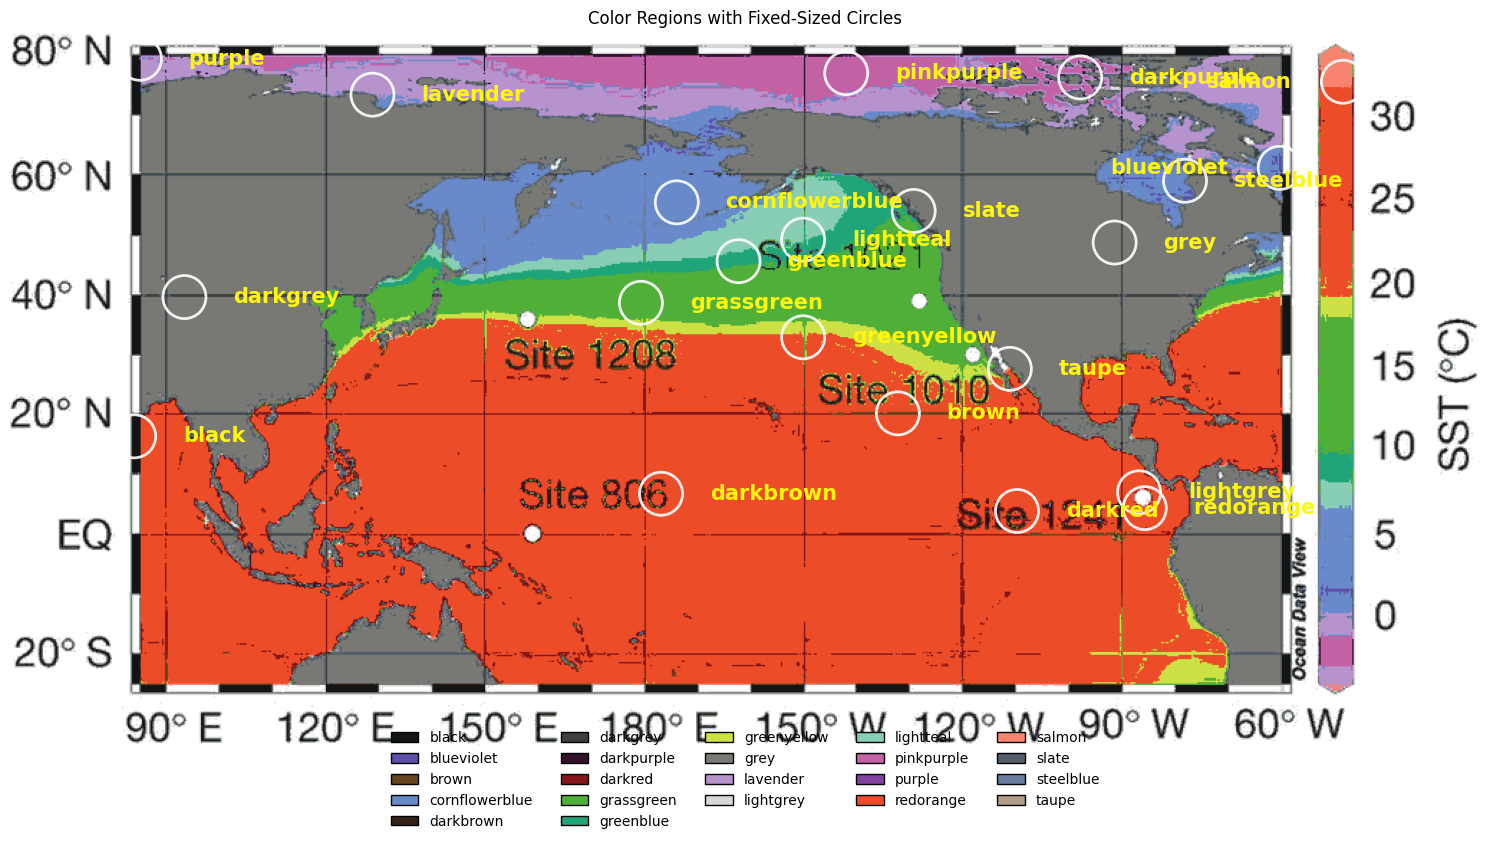 Color Regions with Fixed-Sized Circles
80° N
purple
pinkpurple
darkpurple
salmon
lavender
30
60° N
blueviolet
steelblue
25
cornflowerblue
slate
lightteal
grey
Site 1021
greenblue
40° N
darkgrey
grassgreen
20
greenyellow
Site 1208
taupe
15
SST (°C)
Site 1010
20° N
brown
black
10
Site 806
darkbrown
lightgrey
Site 1241
darkred
redorange
EQ
5
Ocean Data View
0
20° S
90° E 120° E 150° E 180° E 150° W 120° W 90° W 60° W
black darkgrey greenyellow lightteal salmon
blueviolet darkpurple grey pinkpurple slate
brown darkred lavender purple steelblue
cornflowerblue grassgreen lightgrey redorange taupe
darkbrown greenblue